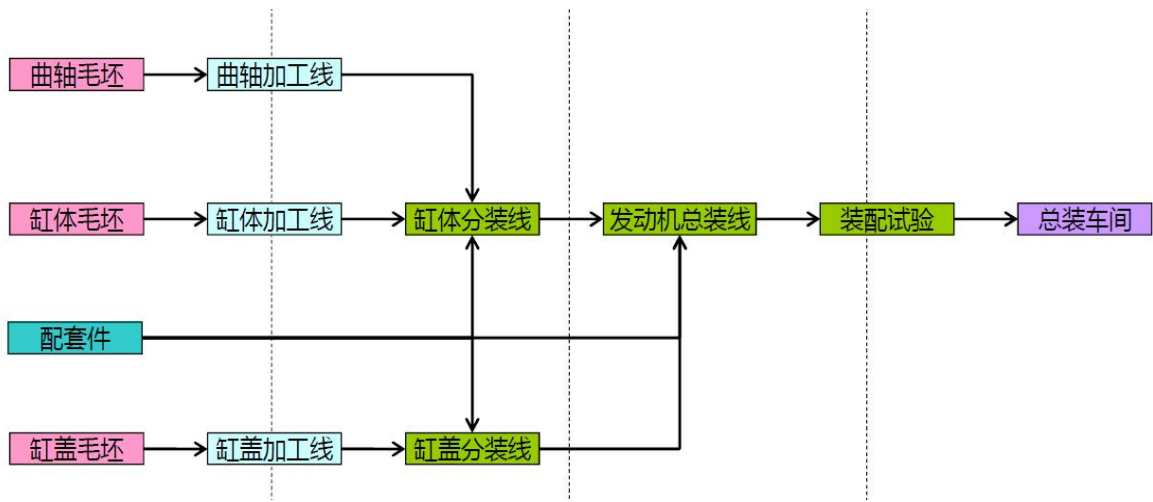 曲轴毛坯
曲轴加工线
缸体毛坯
缸体加工线
缸体分装线
发动机总装线
装配试验
总装车间
配套件
缸盖毛坯
缸盖加工线
缸盖分装线